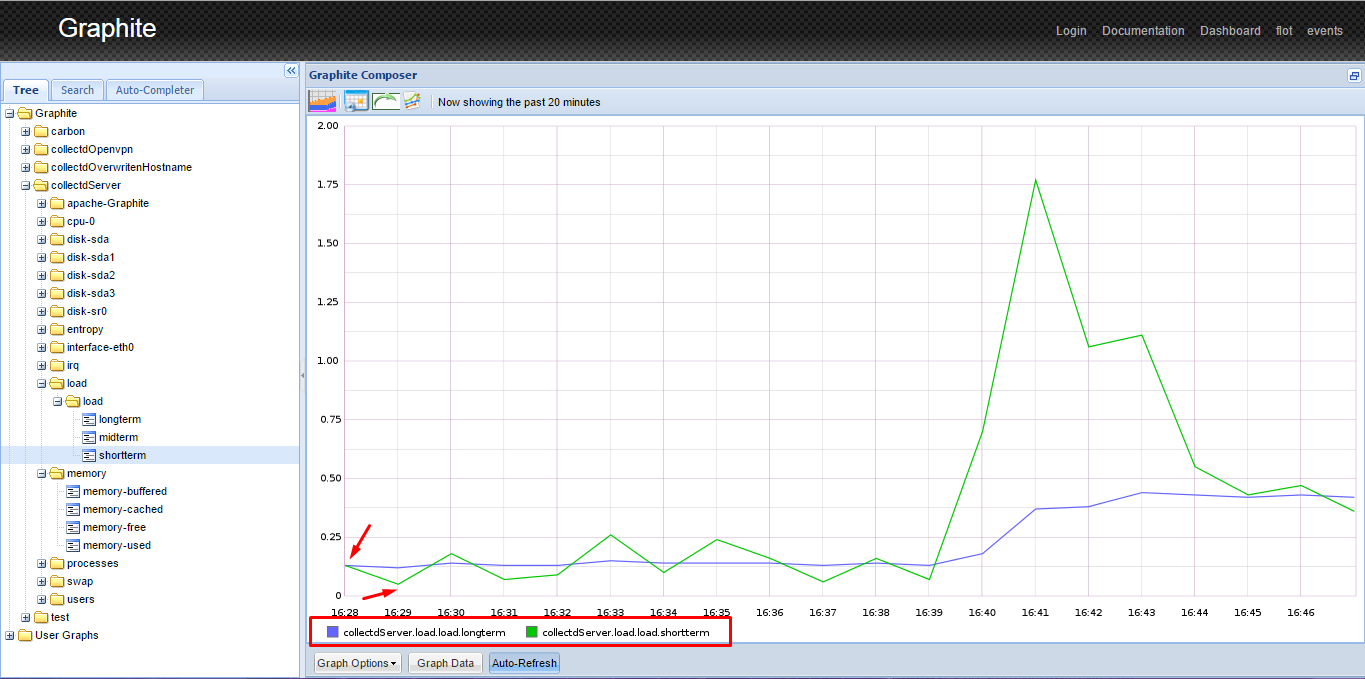 Graphite
Login Documentation Dashboard flot events
Tree Search Auto-Completer
Graphite
carbon
collectdOpenvpn
collectdOverwritenHostname
collectdServer
apache-Graphite
cpu-0
disk-sda
disk-sda1
disk-sda2
disk-sda3
disk-sr0
entropy
interface-eth0
irq
load
load
longterm
midterm
shortterm
memory
memory-buffered
memory-cached
memory-free
memory-used
processes
swap
users
test
User Graphs
Graphite Composer
Now showing the past 20 minutes
2.00
1.75
1.50
1.25
1.00
0.75
0.50
0.25
0
16:28 16:29 16:30 16:31 16:32 16:33 16:34 16:35 16:36 16:37 16:38 16:39 16:40 16:41 16:42 16:43 16:44 16:45 16:46
collectdServer.load.load.longterm collectdServer.load.load.shortterm
Graph Options Graph Data Auto-Refresh